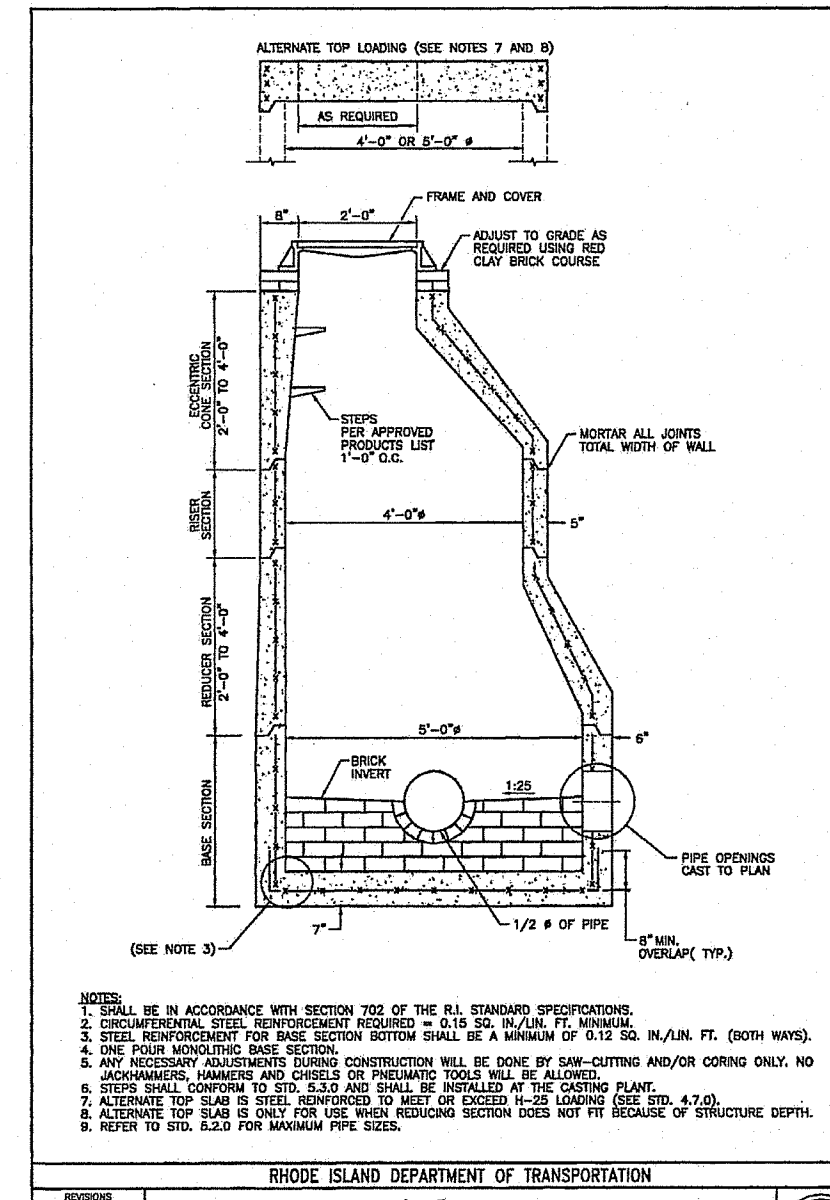 ALTERNATE TOP LOADING (SEE NOTES 7 AND 8)
AS REQUIRED
4'-0" OR 5'-0" ø
FRAME AND COVER
8"
2'-0"
ADJUST TO GRADE AS
REQUIRED USING RED
CLAY BRICK COURSE
ECCENTRIC
CONE SECTION
2'-0" TO 4'-0"
STEPS
PER APPROVED
PRODUCTS LIST
1'-0" O.C.
MORTAR ALL JOINTS
TOTAL WIDTH OF WALL
RISER
SECTION
4'-0"ø
5"
REDUCER SECTION
2'-0" TO 4'-0"
5'-0"ø
6"
BRICK
INVERT
1:25
BASE SECTION
PIPE OPENINGS
CAST TO PLAN
7"
1/2 ø OF PIPE
(SEE NOTE 3)
8" MIN.
OVERLAP( TYP.)
NOTES:
1. SHALL BE IN ACCORDANCE WITH SECTION 702 OF THE R.I. STANDARD SPECIFICATIONS.
2. CIRCUMFERENTIAL STEEL REINFORCEMENT REQUIRED = 0.15 SQ. IN./LIN. FT. MINIMUM.
3. STEEL REINFORCEMENT FOR BASE SECTION BOTTOM SHALL BE A MINIMUM OF 0.12 SQ. IN./LIN. FT. (BOTH WAYS).
4. ONE POUR MONOLITHIC BASE SECTION.
5. ANY NECESSARY ADJUSTMENTS DURING CONSTRUCTION WILL BE DONE BY SAW-CUTTING AND/OR CORING ONLY. NO
JACKHAMMERS, HAMMERS AND CHISELS OR PNEUMATIC TOOLS WILL BE ALLOWED.
6. STEPS SHALL CONFORM TO STD. 5.3.0 AND SHALL BE INSTALLED AT THE CASTING PLANT.
7. ALTERNATE TOP SLAB IS STEEL REINFORCED TO MEET OR EXCEED H-25 LOADING (SEE STD. 4.7.0).
8. ALTERNATE TOP SLAB IS ONLY FOR USE WHEN REDUCING SECTION DOES NOT FIT BECAUSE OF STRUCTURE DEPTH.
9. REFER TO STD. 5.2.0 FOR MAXIMUM PIPE SIZES.
RHODE ISLAND DEPARTMENT OF TRANSPORTATION
REVISIONS